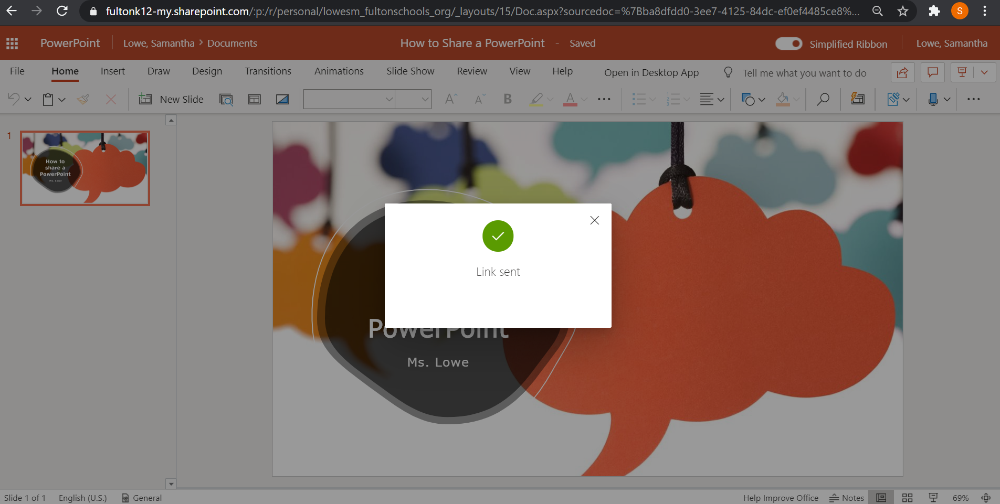 fultonk12-my.sharepoint.com/:p:/r/personal/lowesm_fultonschools_org/_layouts/15/Doc.aspx?sourcedoc=%7Bba8dfdd0-3ee7-4125-84dc-ef0ef4485ce8%...
S
PowerPoint
Lowe, Samantha > Documents
How to Share a PowerPoint - Saved
Simplified Ribbon
Lowe, Samantha
File Home Insert Draw Design Transitions Animations Slide Show Review View Help Open in Desktop App Tell me what you want to do
New Slide
1
How to
share a
PowerPoint
Ms. Lowe
Link sent
PowerPoint
Ms. Lowe
Slide 1 of 1 English (U.S.) General Help Improve Office Notes 69%